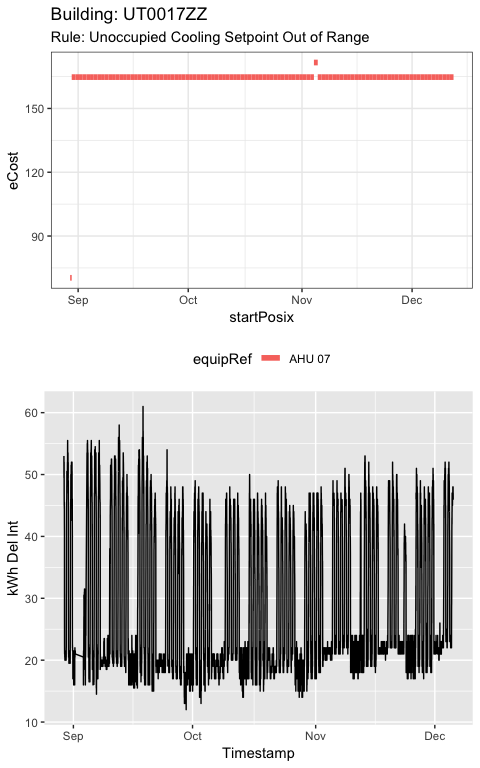 Building: UT0017ZZ
Rule: Unoccupied Cooling Setpoint Out of Range
150
120
90
eCost
Sep Oct Nov Dec
startPosix
equipRef AHU 07
60
50
40
30
20
10
kWh Del Int
Sep Oct Nov Dec
Timestamp